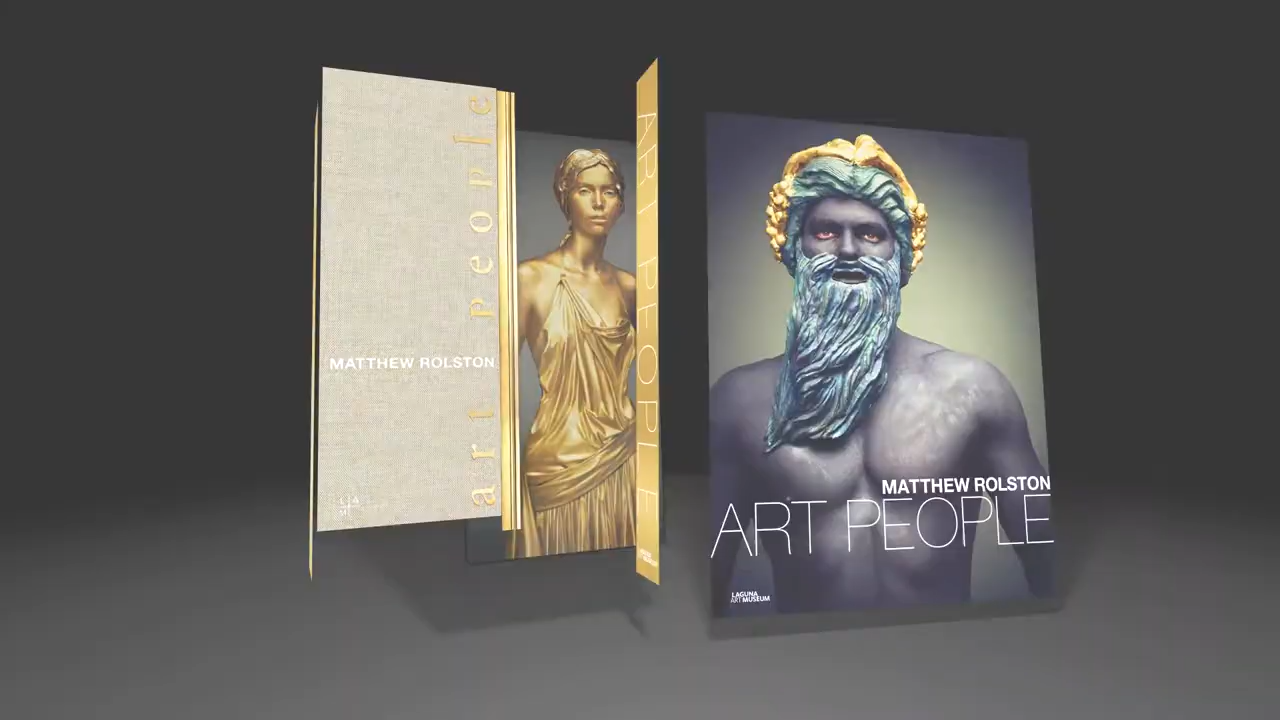 art people
MATTHEW ROLSTON
ART PEOPLE
MATTHEW ROLSTON
ART PEOPLE
LAGUNA
ART MUSEUM